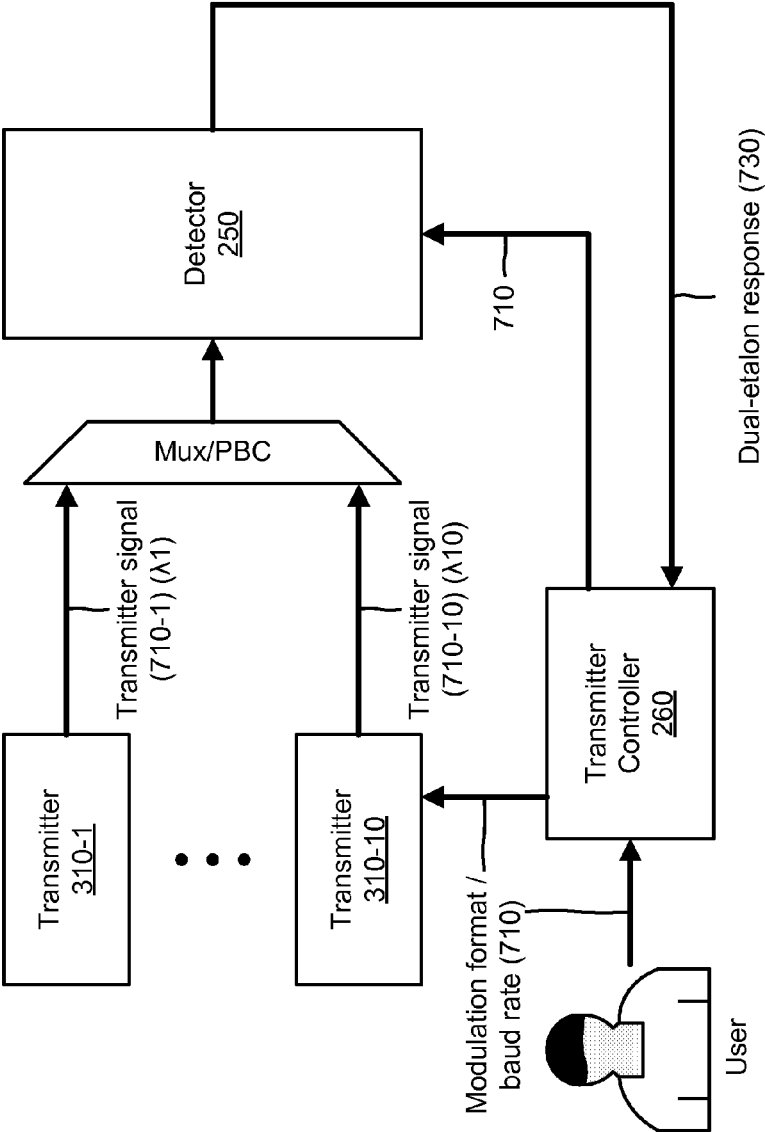 Transmitter
310-1
Transmitter signal
(710-1) (λ1)
Mux/PBC
Detector
250
Transmitter
310-10
Transmitter signal
(710-10) (λ10)
710
Modulation format /
baud rate (710)
Transmitter
Controller
260
User
Dual-etalon response (730)